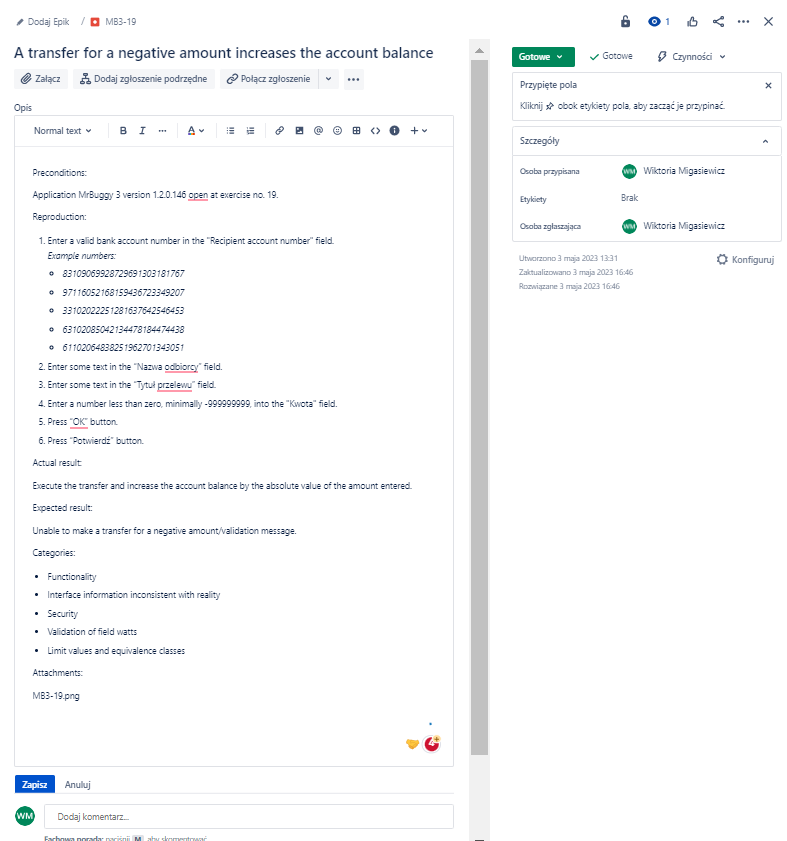 Dodaj Epik / MB3-19
1
A transfer for a negative amount increases the account balance
Załącz
Dodaj zgłoszenie podrzędne
Połącz zgłoszenie
Opis
Normal text
B I A
Preconditions:
Application MrBuggy 3 version 1.2.0.146 open at exercise no. 19.
Reproduction:
1. Enter a valid bank account number in the "Recipient account number" field.
Example numbers:
83109069928729691303181767
97116052168159436723349207
33102022251281637642546453
63102085042134478184474438
61102064838251962701343051
2. Enter some text in the "Nazwa odbiorcy" field.
3. Enter some text in the "Tytuł przelewu" field.
4. Enter a number less than zero, minimally -999999999, into the "Kwota" field.
5. Press "OK" button.
6. Press "Potwierdź" button.
Actual result:
Execute the transfer and increase the account balance by the absolute value of the amount entered.
Expected result:
Unable to make a transfer for a negative amount/validation message.
Categories:
Functionality
Interface information inconsistent with reality
Security
Validation of field watts
Limit values and equivalence classes
Attachments:
MB3-19.png
Zapisz
Anuluj
WM
Dodaj komentarz...
Fachowa porada: naciśnij M, aby skomentować
Gotowe
Gotowe
Czynności
Przypięte pola
Kliknij obok etykiety pola, aby zacząć je przypinać.
Szczegóły
Osoba przypisana
WM Wiktoria Migasiewicz
Etykiety
Brak
Osoba zgłaszająca
WM Wiktoria Migasiewicz
Utworzono 3 maja 2023 13:31
Zaktualizowano 3 maja 2023 16:46
Rozwiązane 3 maja 2023 16:46
Konfiguruj